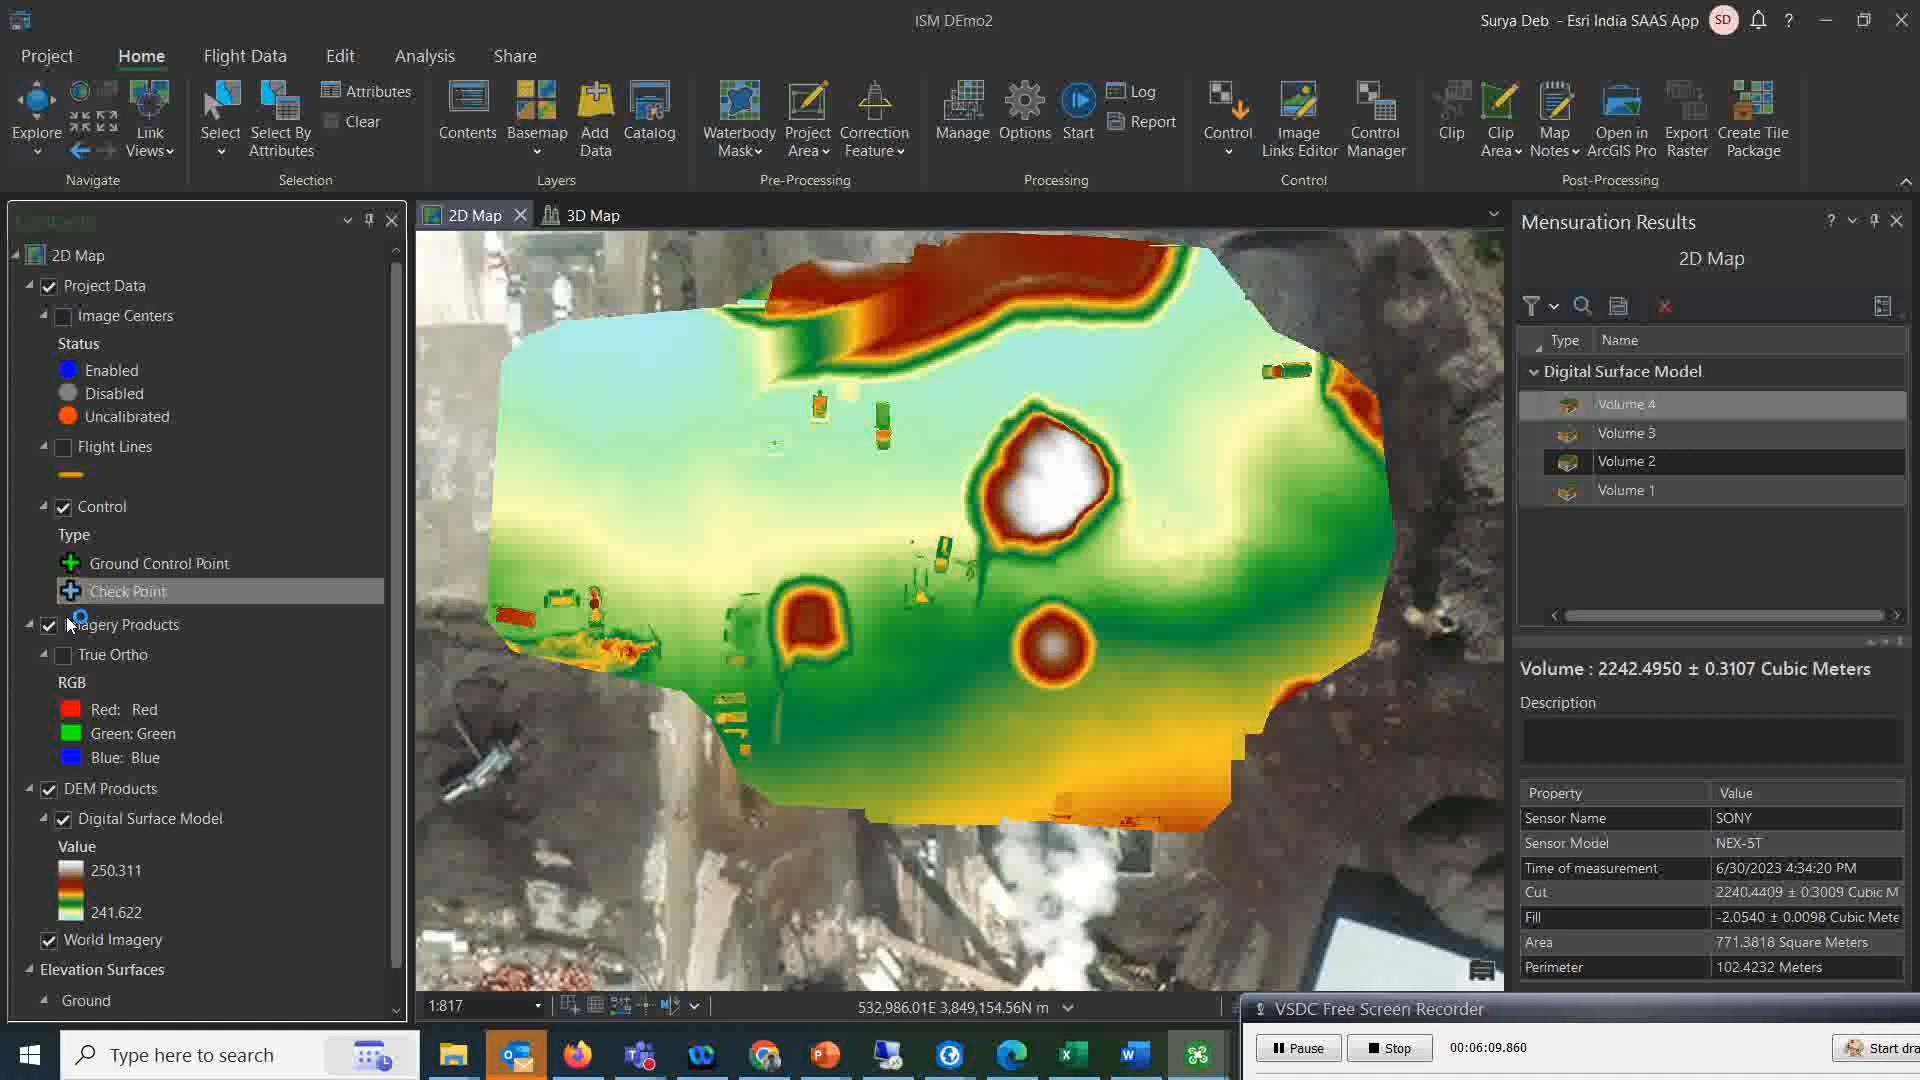 ISM DEmo2
Surya Deb - Esri India SAAS App
SD
?
Project
Home
Flight Data
Edit
Analysis
Share
Explore
Link
Views
Navigate
Select
Select By
Attributes
Attributes
Clear
Selection
Contents
Basemap
Add
Data
Catalog
Layers
Waterbody
Mask
Project
Area
Correction
Feature
Pre-Processing
Manage
Options
Start
Log
Report
Processing
Control
Image
Links Editor
Control
Manager
Control
Clip
Clip
Area
Map
Notes
Open in
ArcGIS Pro
Export
Raster
Create Tile
Package
Post-Processing
2D Map
Project Data
Image Centers
Status
Enabled
Disabled
Uncalibrated
Flight Lines
Control
Type
Ground Control Point
Check Point
Imagery Products
True Ortho
RGB
Red: Red
Green: Green
Blue: Blue
DEM Products
Digital Surface Model
Value
250.311
241.622
World Imagery
Elevation Surfaces
Ground
2D Map
3D Map
1:817
532,986.01E 3,849,154.56N m
Mensuration Results
?
2D Map
Type Name
Digital Surface Model
Volume 4
Volume 3
Volume 2
Volume 1
Volume : 2242.4950 ± 0.3107 Cubic Meters
Description
Property Value
Sensor Name SONY
Sensor Model NEX-5T
Time of measurement 6/30/2023 4:34:20 PM
Cut 2240.4409 ± 0.3009 Cubic M
Fill -2.0540 ± 0.0098 Cubic Mete
Area 771.3818 Square Meters
Perimeter 102.4232 Meters
VSDC Free Screen Recorder
Pause
Stop
00:06:09.860
Start dra
Type here to search